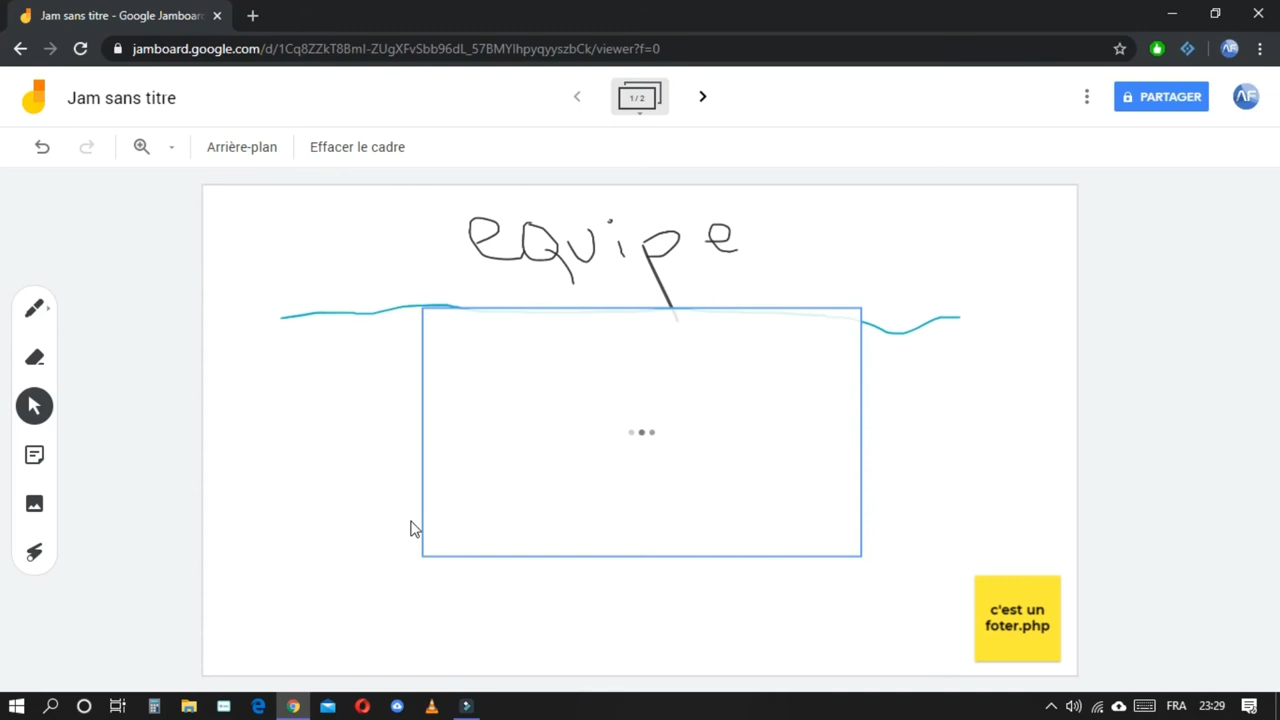 Jam sans titre - Google Jamboard
jamboard.google.com/d/1Cq8ZZkT8BmI-ZUgXFvSbb96dL_57BMYlhpyqyyszbCk/viewer?f=0
Jam sans titre
1 / 2
PARTAGER
AF
Arrière-plan
Effacer le cadre
equipe
c'est un
foter.php
FRA
23:29